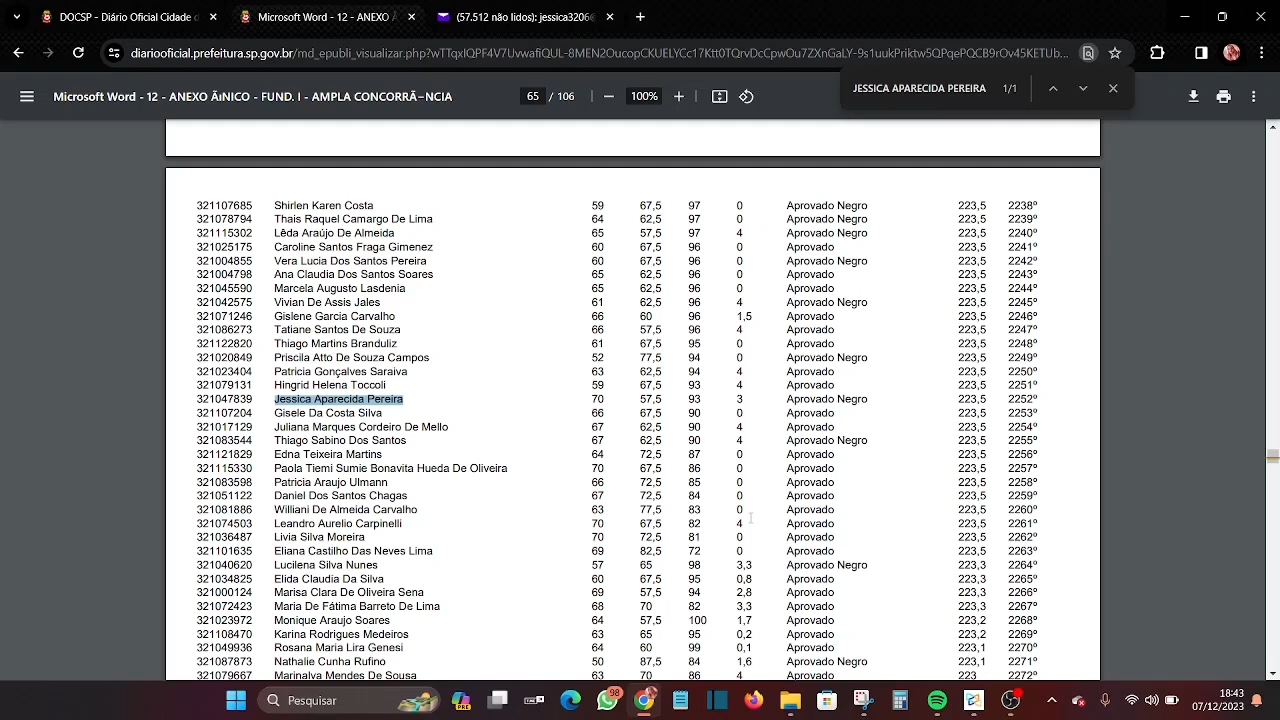 DOCSP - Diário Oficial Cidade d
Microsoft Word - 12 - ANEXO Ã
(57.512 não lidos): jessica3206@
diariooficial.prefeitura.sp.gov.br/md_epubli_visualizar.php?wTTqxIQPF4V7UvwafiQUL-8MEN2OucopCKUELYCc17Ktt0TQrvDcCpwOu7ZXnGaLY-9s1uukPriktw5QPqePQCB9rOv45KETUb...
Microsoft Word - 12 - ANEXO ÃNICO - FUND. I - AMPLA CONCORRÃNCIA
65 / 106
100%
JESSICA APARECIDA PEREIRA 1/1
321107685 Shirlen Karen Costa 59 67,5 97 0 Aprovado Negro 223,5 2238º
321078794 Thais Raquel Camargo De Lima 64 62,5 97 0 Aprovado Negro 223,5 2239º
321115302 Lêda Araújo De Almeida 65 57,5 97 4 Aprovado Negro 223,5 2240º
321025175 Caroline Santos Fraga Gimenez 60 67,5 96 0 Aprovado 223,5 2241º
321004855 Vera Lucia Dos Santos Pereira 60 67,5 96 0 Aprovado Negro 223,5 2242º
321004798 Ana Claudia Dos Santos Soares 65 62,5 96 0 Aprovado 223,5 2243º
321045590 Marcela Augusto Lasdenia 65 62,5 96 0 Aprovado 223,5 2244º
321042575 Vivian De Assis Jales 61 62,5 96 4 Aprovado Negro 223,5 2245º
321071246 Gislene Garcia Carvalho 66 60 96 1,5 Aprovado 223,5 2246º
321086273 Tatiane Santos De Souza 66 57,5 96 4 Aprovado 223,5 2247º
321122820 Thiago Martins Branduliz 61 67,5 95 0 Aprovado 223,5 2248º
321020849 Priscila Atto De Souza Campos 52 77,5 94 0 Aprovado Negro 223,5 2249º
321023404 Patricia Gonçalves Saraiva 63 62,5 94 4 Aprovado 223,5 2250º
321079131 Hingrid Helena Toccoli 59 67,5 93 4 Aprovado 223,5 2251º
321047839 Jessica Aparecida Pereira 70 57,5 93 3 Aprovado Negro 223,5 2252º
321107204 Gisele Da Costa Silva 66 67,5 90 0 Aprovado 223,5 2253º
321017129 Juliana Marques Cordeiro De Mello 67 62,5 90 4 Aprovado 223,5 2254º
321083544 Thiago Sabino Dos Santos 67 62,5 90 4 Aprovado Negro 223,5 2255º
321121829 Edna Teixeira Martins 64 72,5 87 0 Aprovado 223,5 2256º
321115330 Paola Tiemi Sumie Bonavita Hueda De Oliveira 70 67,5 86 0 Aprovado 223,5 2257º
321083598 Patricia Araujo Ulmann 66 72,5 85 0 Aprovado 223,5 2258º
321051122 Daniel Dos Santos Chagas 67 72,5 84 0 Aprovado 223,5 2259º
321081886 Williani De Almeida Carvalho 63 77,5 83 0 Aprovado 223,5 2260º
321074503 Leandro Aurelio Carpinelli 70 67,5 82 4 Aprovado 223,5 2261º
321036487 Livia Silva Moreira 70 72,5 81 0 Aprovado 223,5 2262º
321101635 Eliana Castilho Das Neves Lima 69 82,5 72 0 Aprovado 223,5 2263º
321040620 Lucilena Silva Nunes 57 65 98 3,3 Aprovado Negro 223,3 2264º
321034825 Elida Claudia Da Silva 60 67,5 95 0,8 Aprovado 223,3 2265º
321000124 Marisa Clara De Oliveira Sena 69 57,5 94 2,8 Aprovado 223,3 2266º
321072423 Maria De Fátima Barreto De Lima 68 70 82 3,3 Aprovado 223,3 2267º
321023972 Monique Araujo Soares 64 57,5 100 1,7 Aprovado 223,2 2268º
321108470 Karina Rodrigues Medeiros 63 65 95 0,2 Aprovado 223,2 2269º
321049936 Rosana Maria Lira Genesi 64 60 99 0,1 Aprovado 223,1 2270º
321087873 Nathalie Cunha Rufino 50 87,5 84 1,6 Aprovado Negro 223,1 2271º
321079667 Marinalva Mendes De Sousa 63 70 86 4 Aprovado 223 2272º
Pesquisar
PRE
98
18:43
07/12/2023